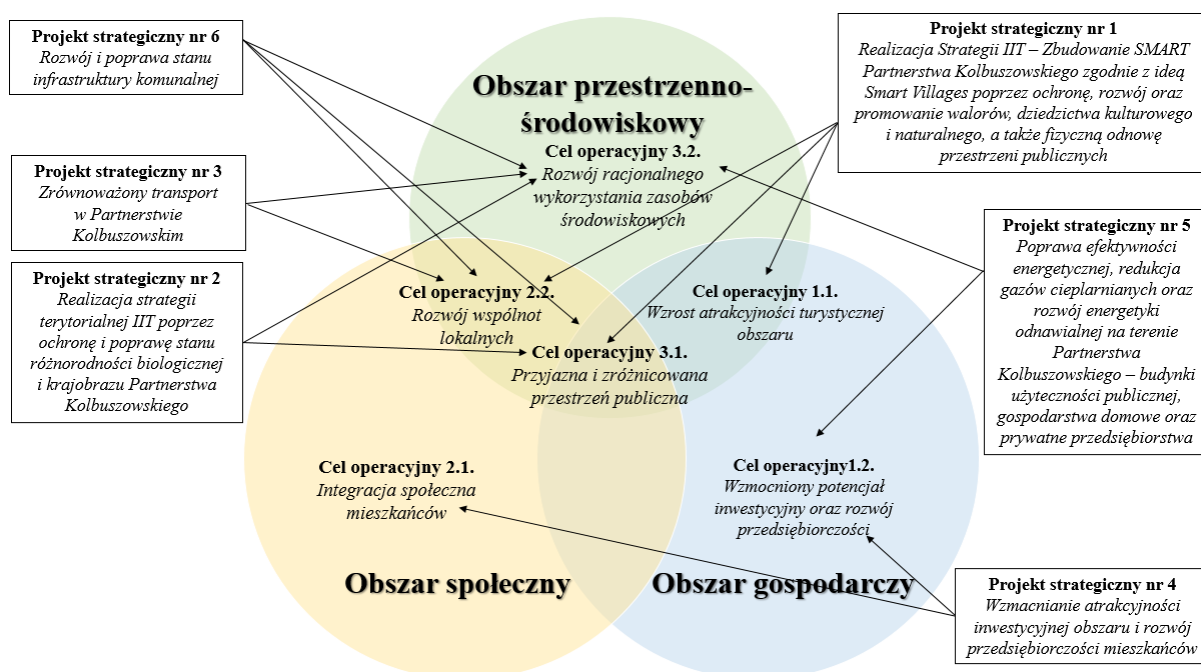 Projekt strategiczny nr 6
Rozwój i poprawa stanu
infrastruktury komunalnej
Projekt strategiczny nr 3
Zrównoważony transport
w Partnerstwie
Kolbuszowskim
Projekt strategiczny nr 2
Realizacja strategii
terytorialnej IIT poprzez
ochronę i poprawę stanu
różnorodności biologicznej
i krajobrazu Partnerstwa
Kolbuszowskiego
Obszar przestrzenno-
środowiskowy
Cel operacyjny 3.2.
Rozwój racjonalnego
wykorzystania zasobów
środowiskowych
Cel operacyjny 2.2.
Rozwój wspólnot
lokalnych
Cel operacyjny 1.1.
Wzrost atrakcyjności turystycznej
obszaru
Cel operacyjny 3.1.
Przyjazna i zróżnicowana
przestrzeń publiczna
Cel operacyjny 2.1.
Integracja społeczna
mieszkańców
Cel operacyjny1.2.
Wzmocniony potencjał
inwestycyjny oraz rozwój
przedsiębiorczości
Obszar społeczny
Obszar gospodarczy
Projekt strategiczny nr 1
Realizacja Strategii IIT – Zbudowanie SMART
Partnerstwa Kolbuszowskiego zgodnie z ideą
Smart Villages poprzez ochronę, rozwój oraz
promowanie walorów, dziedzictwa kulturowego
i naturalnego, a także fizyczną odnowę
przestrzeni publicznych
Projekt strategiczny nr 5
Poprawa efektywności
energetycznej, redukcja
gazów cieplarnianych oraz
rozwój energetyki
odnawialnej na terenie
Partnerstwa
Kolbuszowskiego – budynki
użyteczności publicznej,
gospodarstwa domowe oraz
prywatne przedsiębiorstwa
Projekt strategiczny nr 4
Wzmacnianie atrakcyjności
inwestycyjnej obszaru i rozwój
przedsiębiorczości mieszkańców